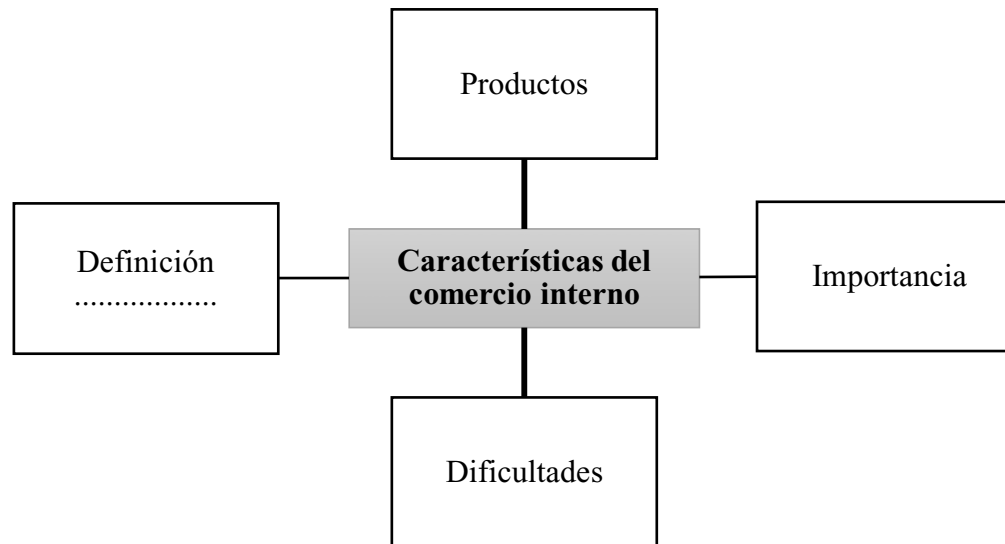 Productos
Definición
..................
Características del
comercio interno
Importancia
Dificultades